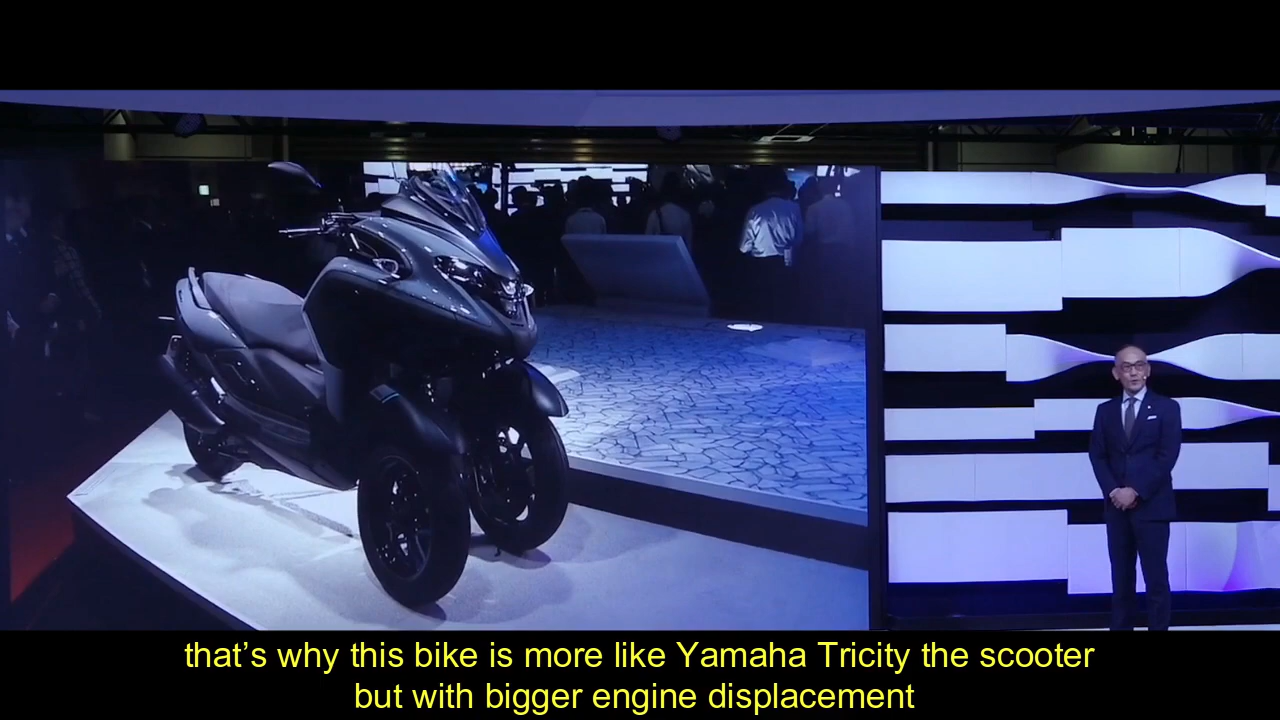 that’s why this bike is more like Yamaha Tricity the scooter
but with bigger engine displacement